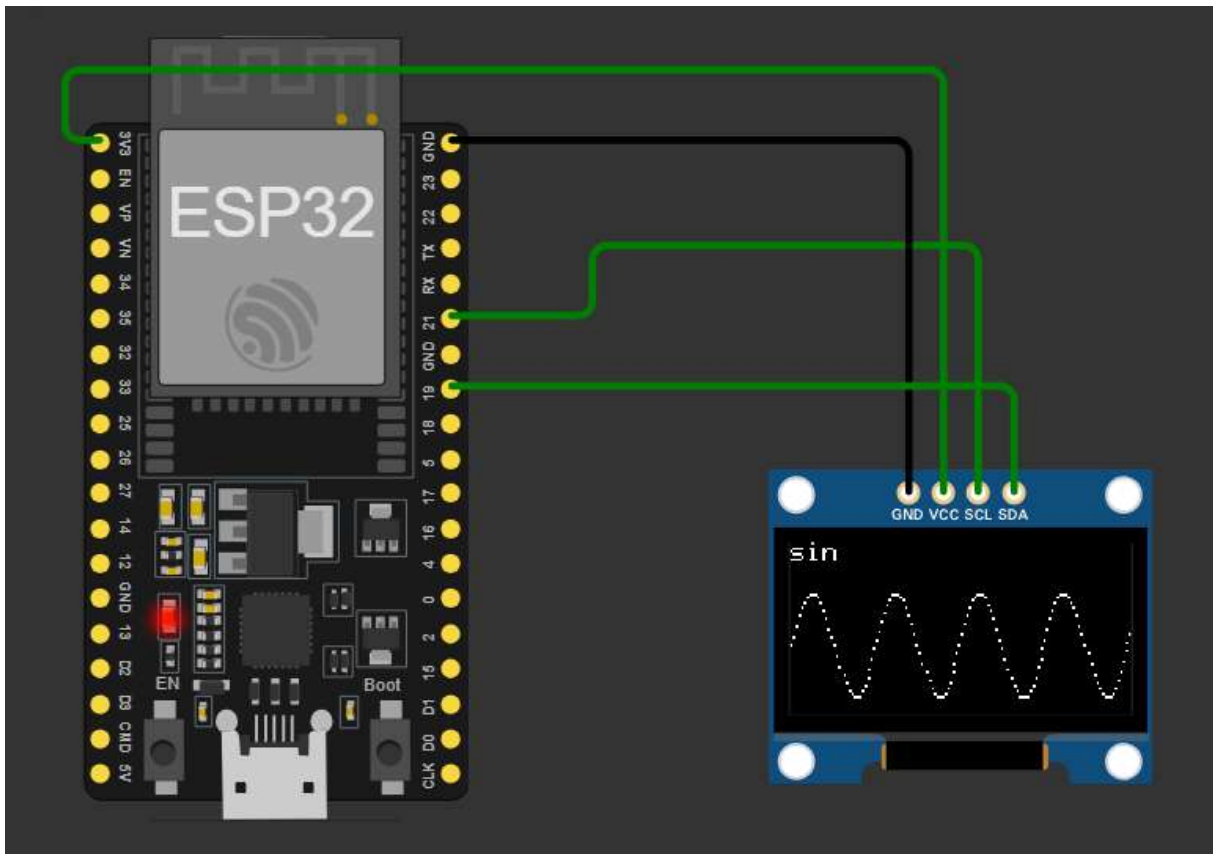 3V3
EN
VP
VN
34
35
32
33
25
26
27
14
12
GND
13
D2
D3
CMD
5V
ESP32
EN
Boot
GND
23
22
TX
RX
21
GND
19
18
5
17
16
4
0
2
15
D1
D0
CLK
GND VCC SCL SDA
sin